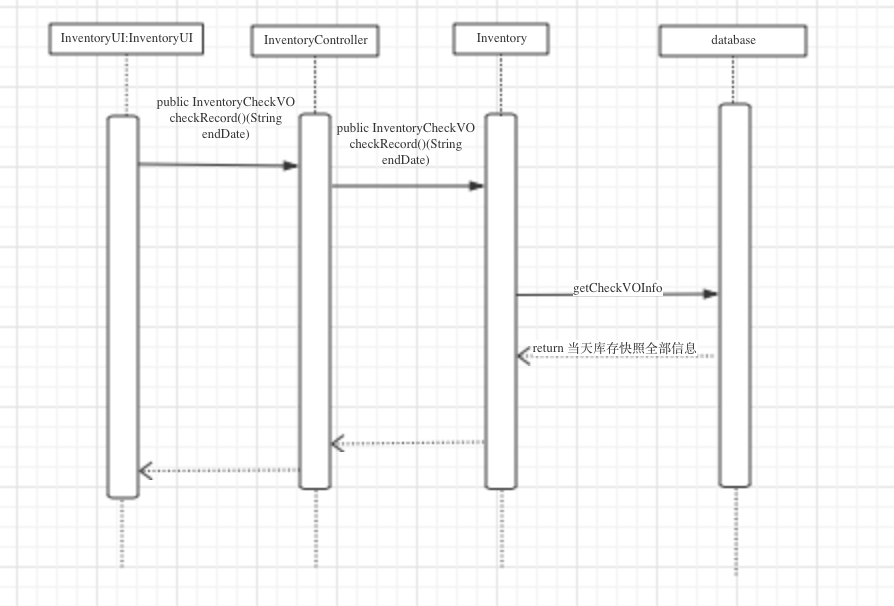 InventoryUI:InventoryUI
InventoryController
Inventory
database
public InventoryCheckVO
checkRecord()(String
endDate)
public InventoryCheckVO
checkRecord()(String
endDate)
getCheckVOInfo
return 当天库存快照全部信息